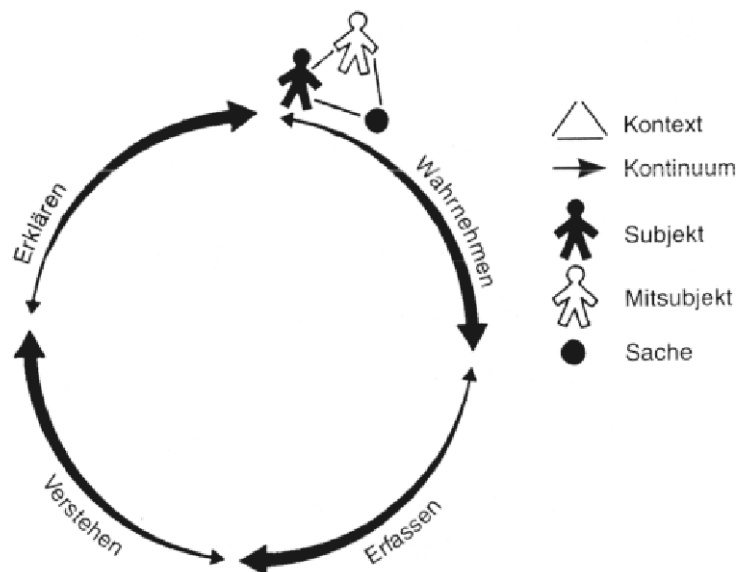 Wahrnehmen
Erfassen
Verstehen
Erklären
Kontext
Kontinuum
Subjekt
Mitsubjekt
Sache